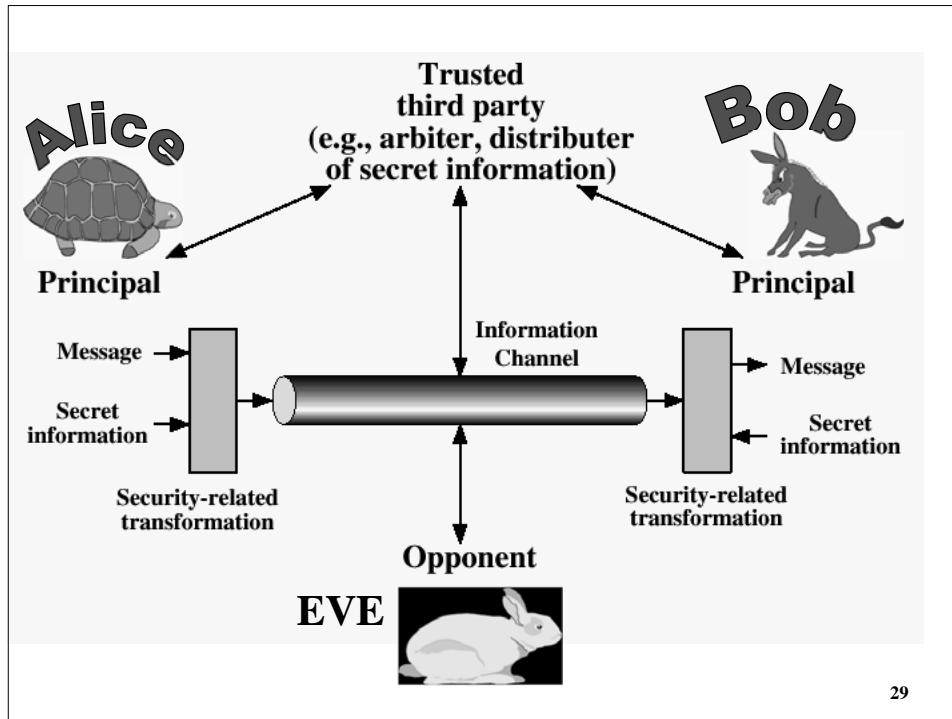 Trusted
third party
(e.g., arbiter, distributer
of secret information)
Alice
Bob
Principal
Principal
Information
Channel
Message
Secret
information
Security-related
transformation
Message
Secret
information
Security-related
transformation
Opponent
EVE
29